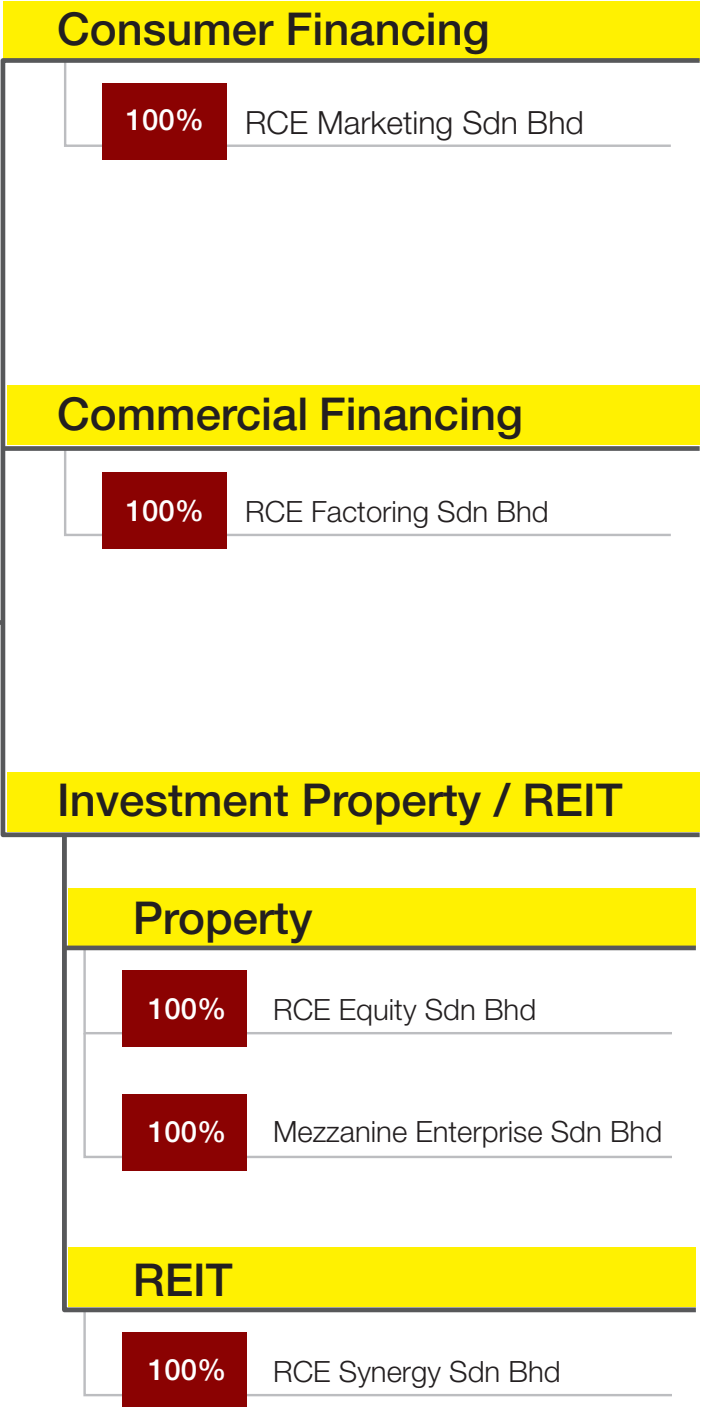 Consumer Financing
100% RCE Marketing Sdn Bhd
Commercial Financing
100% RCE Factoring Sdn Bhd
Investment Property / REIT
Property
100% RCE Equity Sdn Bhd
100% Mezzanine Enterprise Sdn Bhd
REIT
100% RCE Synergy Sdn Bhd